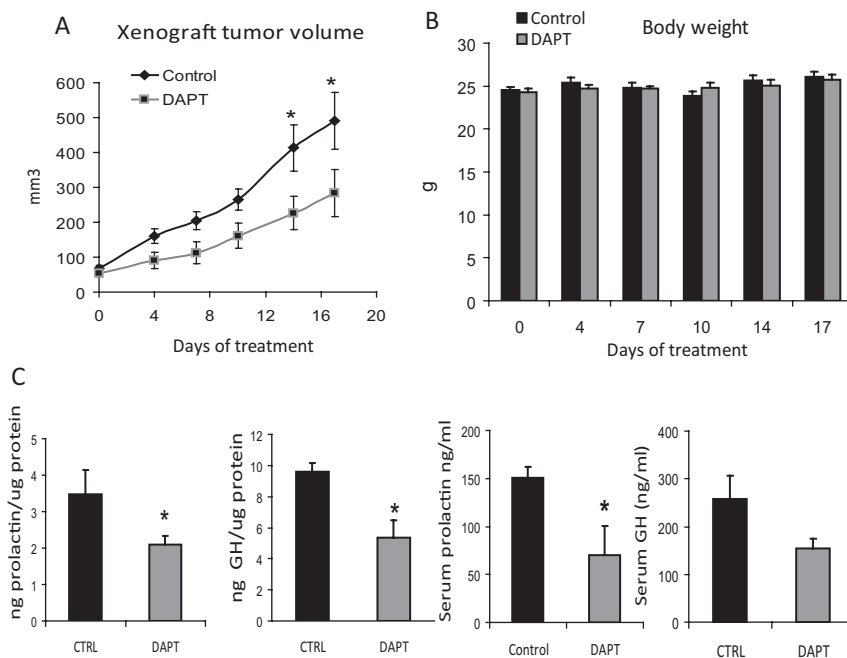 A
Xenograft tumor volume
Control
DAPT
600
500
400
300
200
100
0
mm3
* *
0 4 8 12 16 20
Days of treatment
B
Control
DAPT
Body weight
30
25
20
15
10
5
0
g
0 4 7 10 14 17
Days of treatment
C
ng prolactin/ug protein
5
4
3
2
1
0
*
CTRL DAPT
ng GH/ug protein
12
10
8
6
4
2
0
*
CTRL DAPT
Serum prolactin ng/ml
200
150
100
50
0
*
Control DAPT
Serum GH (ng/ml)
400
300
200
100
0
CTRL DAPT